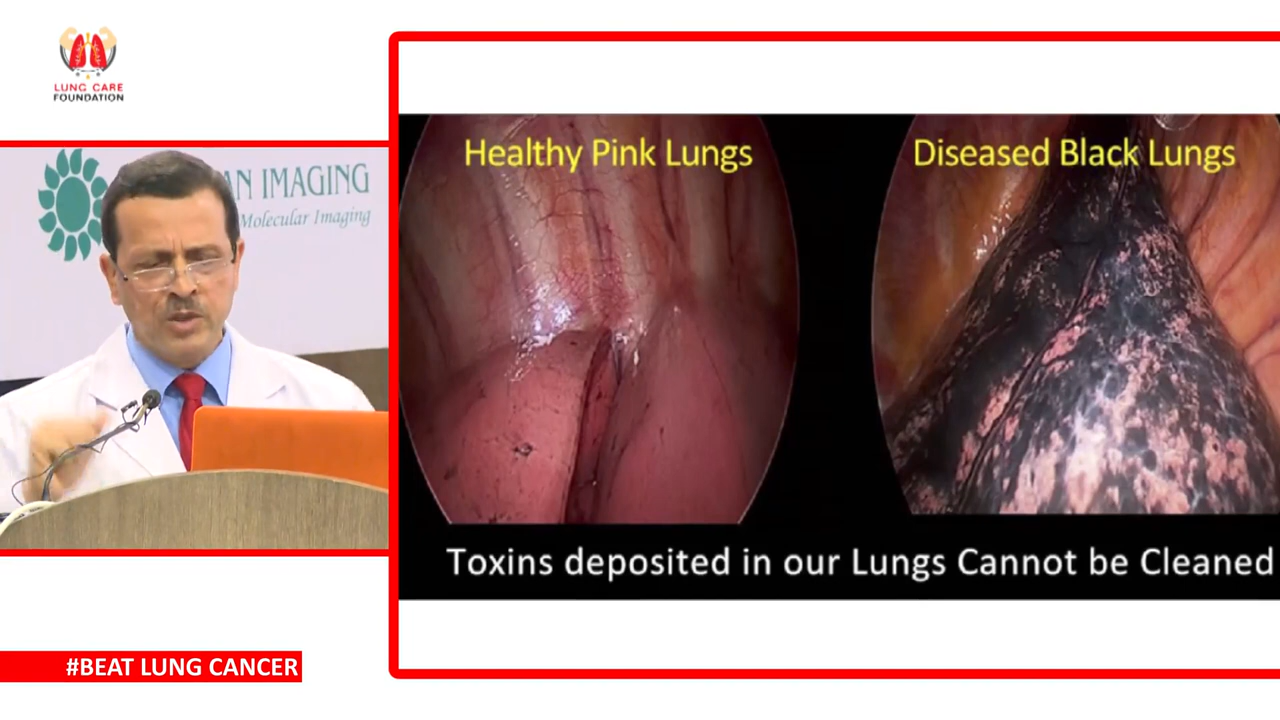 LUNG CARE
FOUNDATION
AN IMAGING
Molecular Imaging
Healthy Pink Lungs
Diseased Black Lungs
Toxins deposited in our Lungs Cannot be Cleaned
#BEAT LUNG CANCER